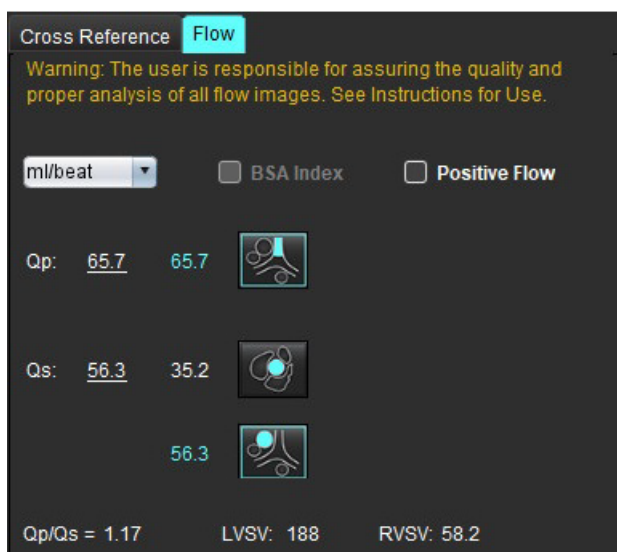 Cross Reference Flow
Warning: The user is responsible for assuring the quality and
proper analysis of all flow images. See Instructions for Use.
ml/beat BSA Index Positive Flow
Qp: 65.7 65.7
Qs: 56.3 35.2
56.3
Qp/Qs = 1.17 LVSV: 188 RVSV: 58.2